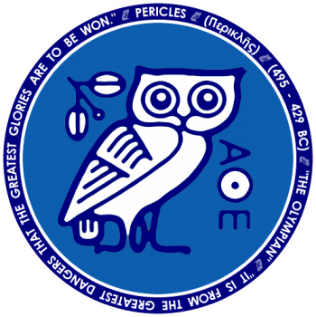 PERICLES (Περικλῆς) (495 - 429 BC) "THE OLYMPIAN" "IT IS FROM THE GREATEST DANGERS THAT THE GREATEST GLORIES ARE TO BE WON."
Α
Θ
Ε